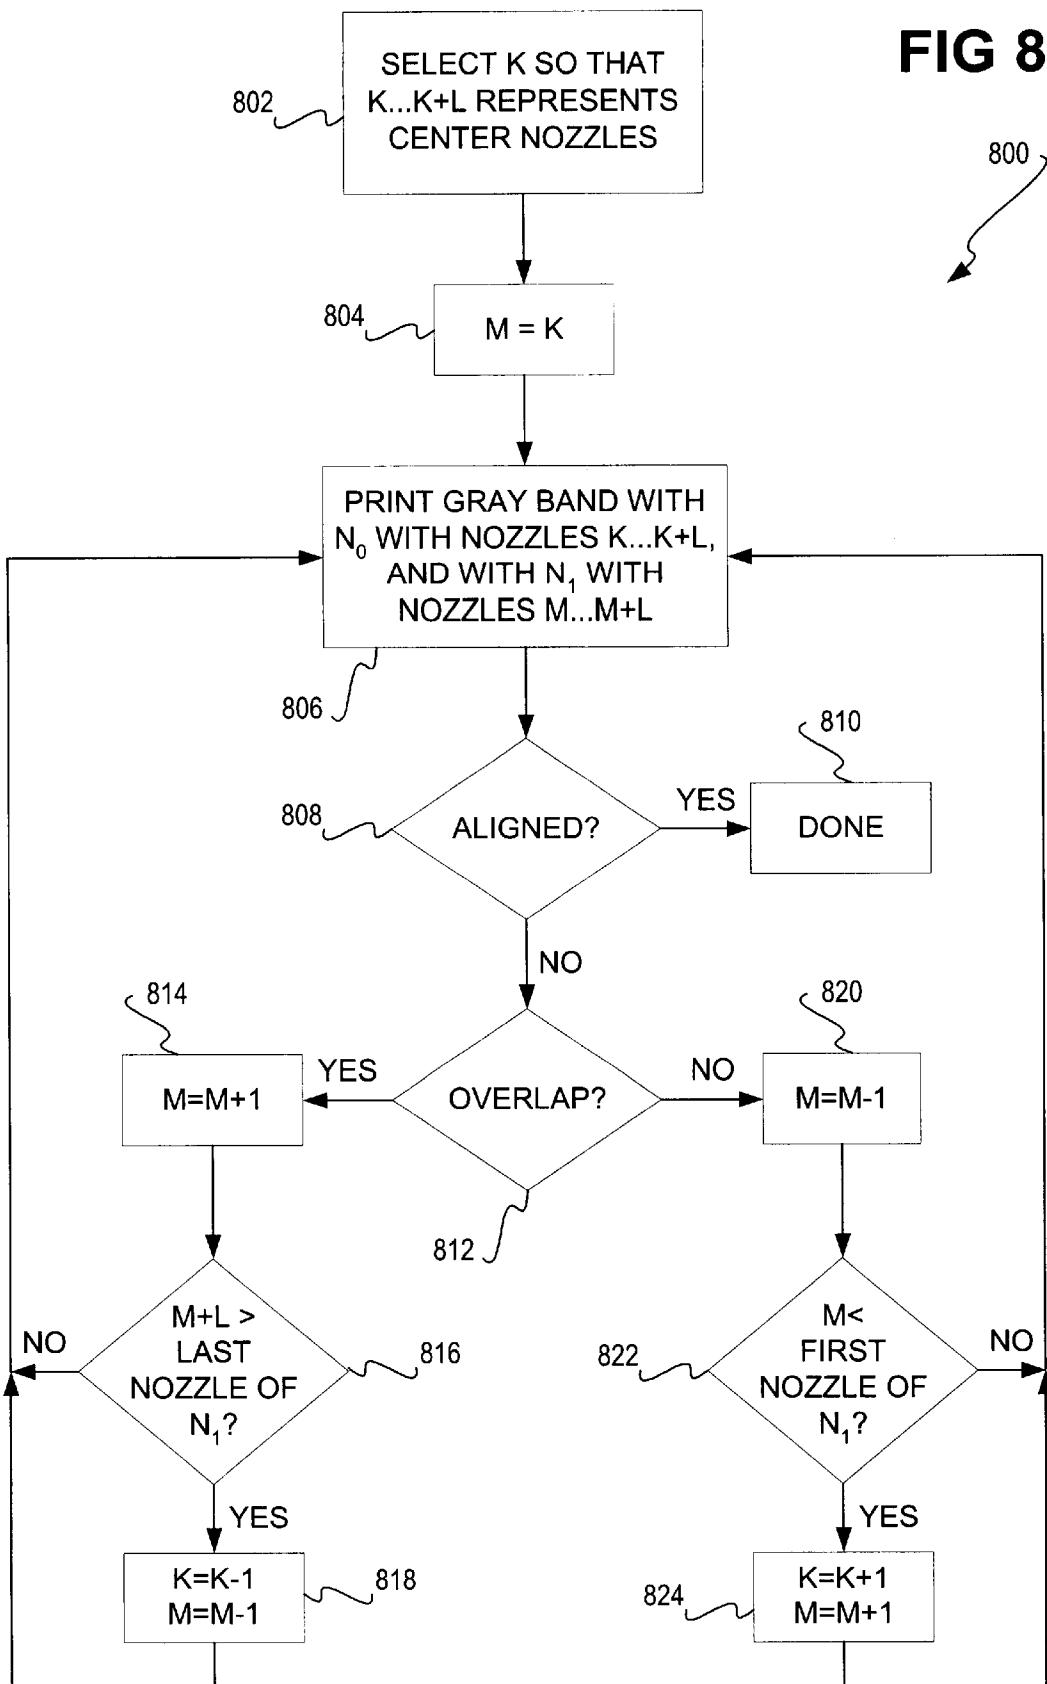 FIG 8
800
802
SELECT K SO THAT
K...K+L REPRESENTS
CENTER NOZZLES
804
M = K
PRINT GRAY BAND WITH
N₀ WITH NOZZLES K...K+L,
AND WITH N₁ WITH
NOZZLES M...M+L
806
808
ALIGNED?
YES
810
DONE
NO
814
M=M+1
YES
OVERLAP?
812
NO
820
M=M-1
NO
M+L >
LAST
NOZZLE OF
N₁?
816
822
M<
FIRST
NOZZLE OF
N₁?
NO
YES
K=K-1
M=M-1
818
YES
824
K=K+1
M=M+1